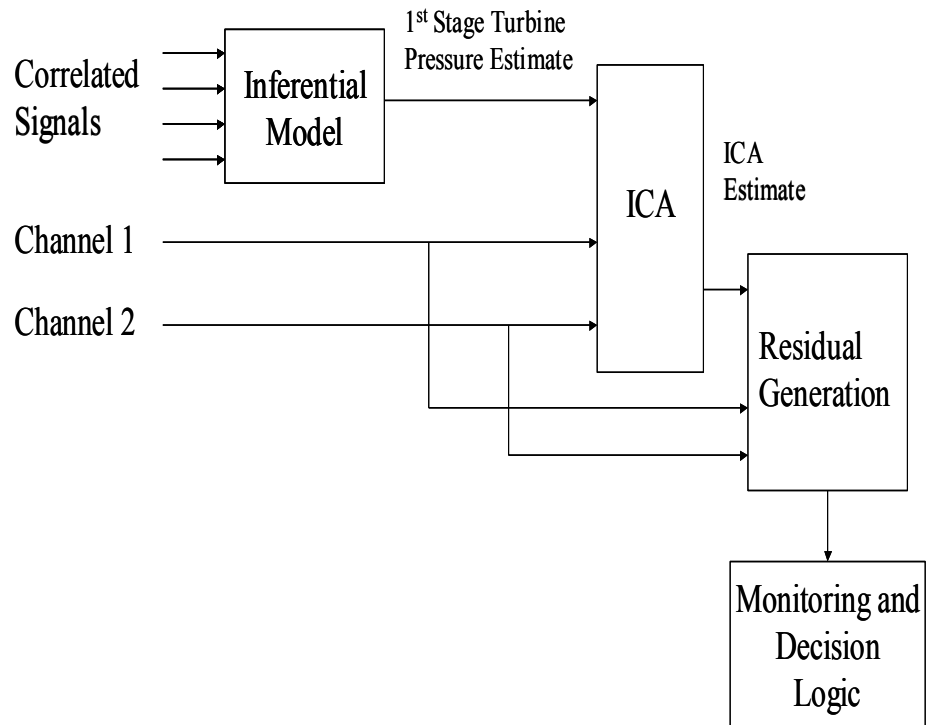 Correlated
Signals
Inferential
Model
1st Stage Turbine
Pressure Estimate
ICA
ICA
Estimate
Channel 1
Channel 2
Residual
Generation
Monitoring and
Decision
Logic